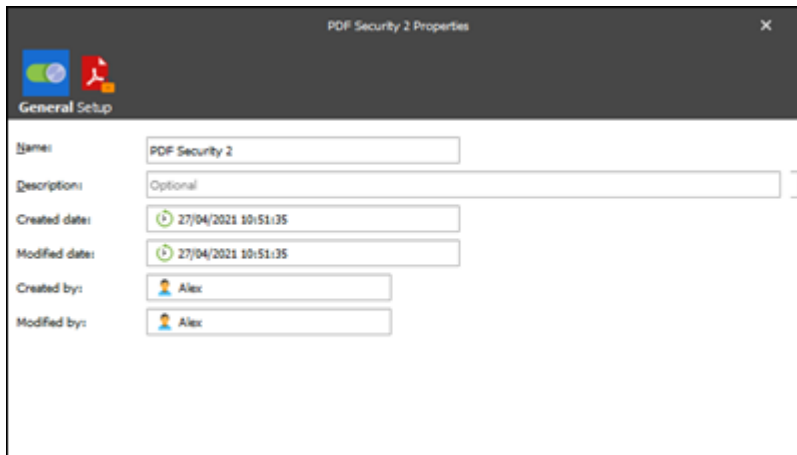 PDF Security 2 Properties
General Setup
Name: PDF Security 2
Description: Optional
Created date: 27/04/2021 10:51:35
Modified date: 27/04/2021 10:51:35
Created by: Alex
Modified by: Alex